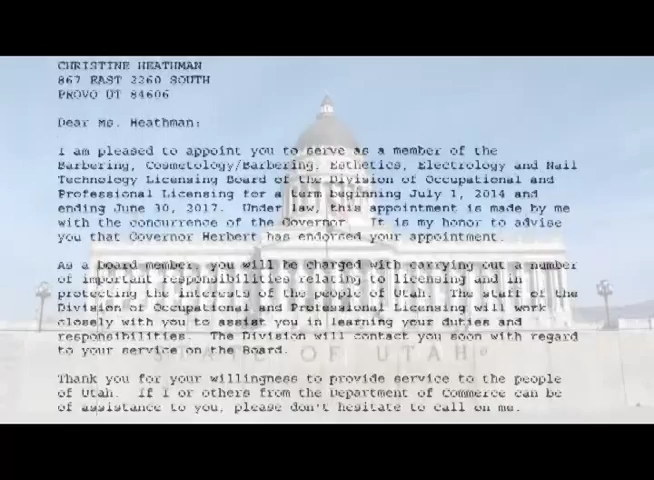 CHRISTINE HEATHMAN
867 EAST 2260 SOUTH
PROVO UT 84606
Dear Ms. Heathman:
I am pleased to appoint you to serve as a member of the
Barbering, Cosmetology/Barbering, Esthetics, Electrology and Nail
Technology Licensing Board of the Division of Occupational and
Professional Licensing for a term beginning July 1, 2014 and
ending June 30, 2017. Under law, this appointment is made by me
with the concurrence of the Governor. It is my honor to advise
you that Governor Herbert has endorsed your appointment.
As a board member, you will be charged with carrying out a number
of important responsibilities relating to licensing and in
protecting the interests of the people of Utah. The staff of the
Division of Occupational and Professional Licensing will work
closely with you to assist you in learning your duties and
responsibilities. The Division will contact you soon with regard
to your service on the Board.
STATE OF UTAH
Thank you for your willingness to provide service to the people
of Utah. If I or others from the Department of Commerce can be
of assistance to you, please don't hesitate to call on me.